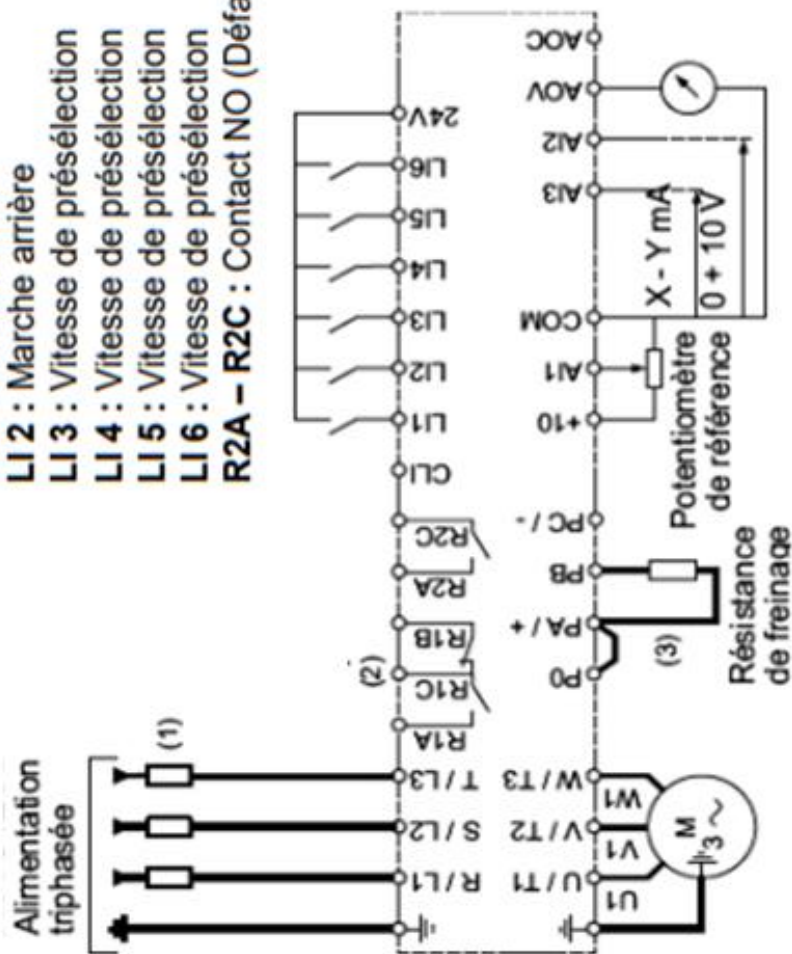 LI 2 : Marche arrière
LI 3 : Vitesse de présélection
LI 4 : Vitesse de présélection
LI 5 : Vitesse de présélection
LI 6 : Vitesse de présélection
R2A – R2C : Contact NO (Défa
Alimentation
triphasée
(1)
(2)
R / L1
S / L2
T / L3
R1A
R1C
R1B
R2A
R2C
CLI
LI1
LI2
LI3
LI4
LI5
LI6
24V
U / T1
V / T2
W / T3
P0
PA / +
PB
PC / -
+10
AI1
COM
AI3
AI2
AOV
AOC
U1
V1
W1
M
3 ~
(3)
Résistance
de freinage
Potentiomètre
de référence
X - Y mA
0 + 10 V